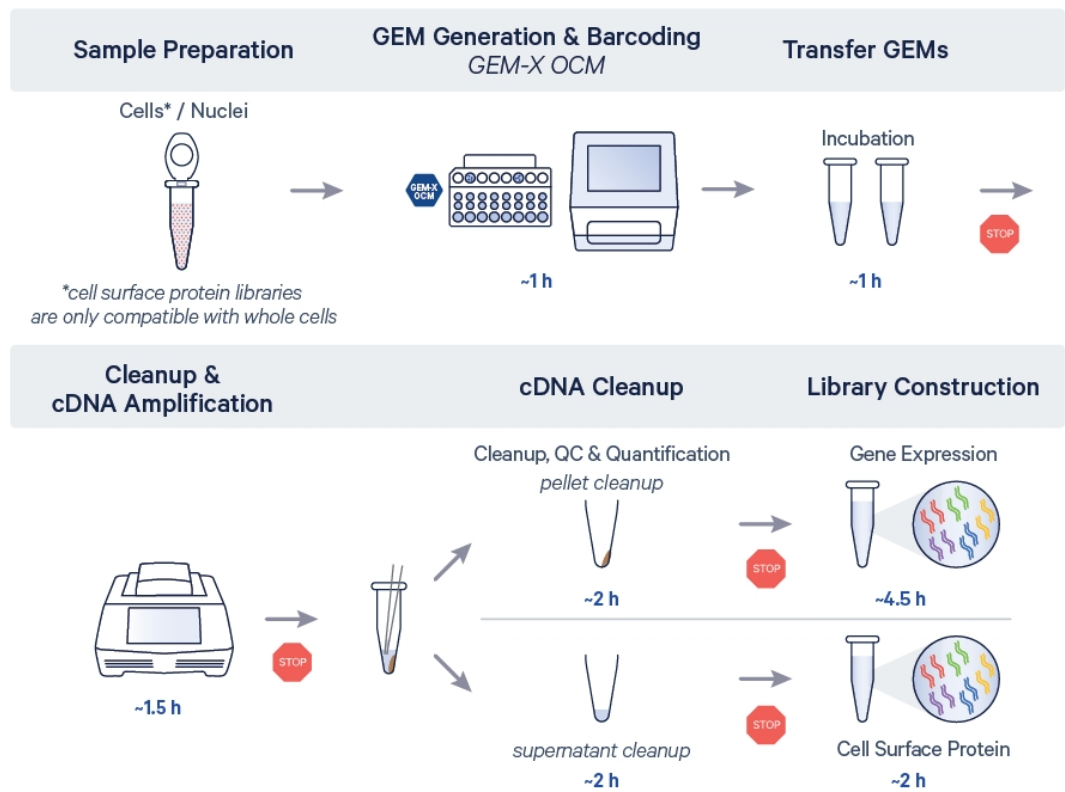 Sample Preparation
GEM Generation & Barcoding
GEM-X OCM
Transfer GEMs
Cells* / Nuclei
GEM-X
OCM
Incubation
STOP
~1 h
~1 h
*cell surface protein libraries
are only compatible with whole cells
Cleanup &
cDNA Amplification
cDNA Cleanup
Library Construction
Cleanup, QC & Quantification
pellet cleanup
Gene Expression
STOP
~2 h
~4.5 h
STOP
~1.5 h
STOP
supernatant cleanup
Cell Surface Protein
~2 h
~2 h